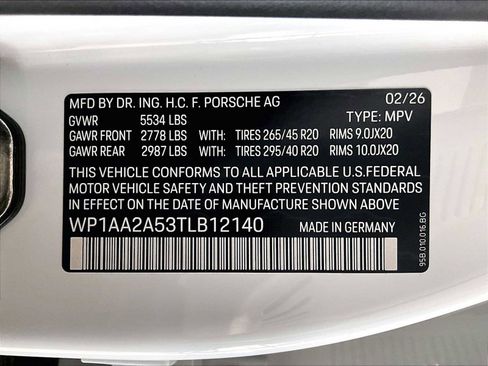 MFD BY DR. ING. H.C. F. PORSCHE AG 02/26
GVWR 5534 LBS TYPE: MPV
GAWR FRONT 2778 LBS WITH: TIRES 265/45 R20 RIMS 9.0JX20
GAWR REAR 2987 LBS WITH: TIRES 295/40 R20 RIMS 10.0JX20
THIS VEHICLE CONFORMS TO ALL APPLICABLE U.S.FEDERAL
MOTOR VEHICLE SAFETY AND THEFT PREVENTION STANDARDS
IN EFFECT ON THE DATE OF MANUFACTURE SHOWN ABOVE
WP1AA2A53TLB12140 MADE IN GERMANY
95B.010.016.BG